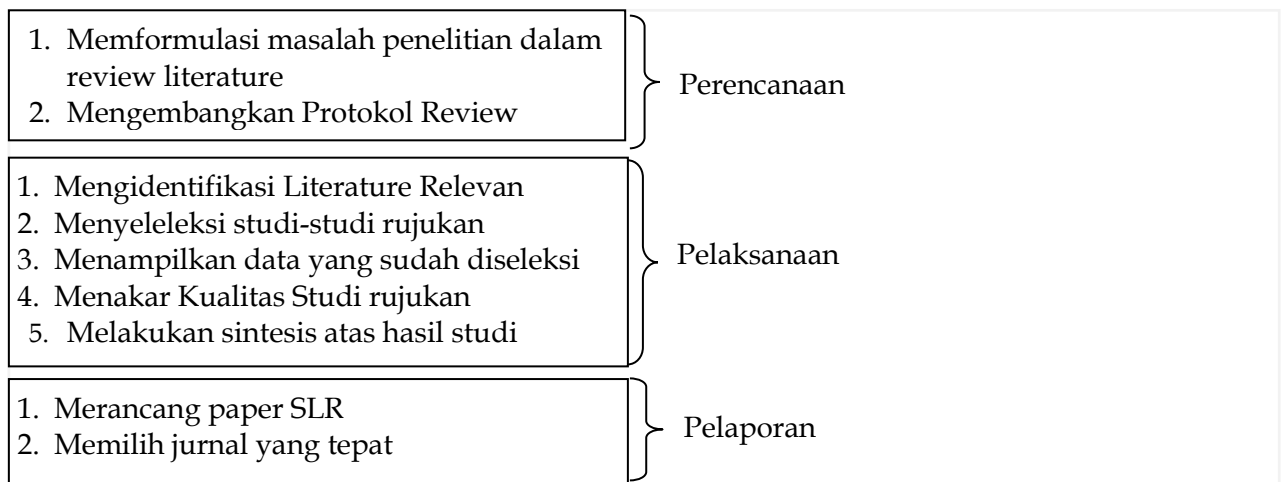 1. Memformulasi masalah penelitian dalam
review literature
2. Mengembangkan Protokol Review
Perencanaan
1. Mengidentifikasi Literature Relevan
2. Menyeleleksi studi-studi rujukan
3. Menampilkan data yang sudah diseleksi
4. Menakar Kualitas Studi rujukan
5. Melakukan sintesis atas hasil studi
Pelaksanaan
1. Merancang paper SLR
2. Memilih jurnal yang tepat
Pelaporan